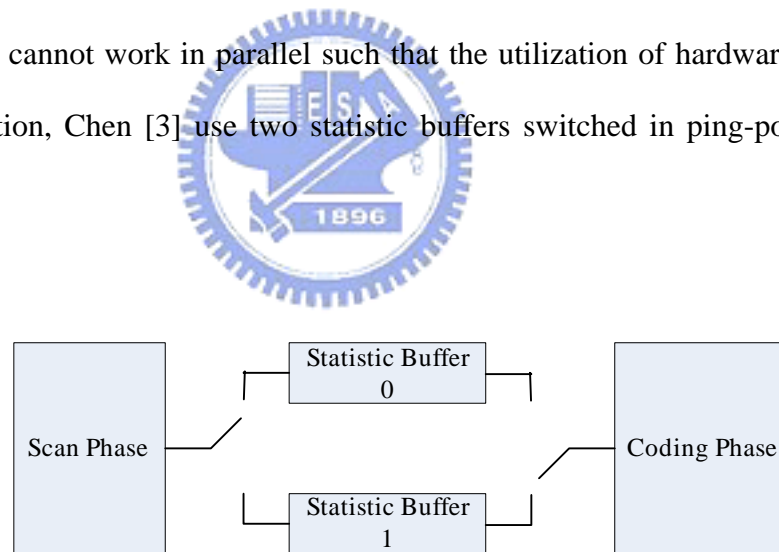 cannot work in parallel such that the utilization of hardwar
tion, Chen [3] use two statistic buffers switched in ping-po
E S A
1896
Statistic Buffer
0
Scan Phase
Coding Phase
Statistic Buffer
1